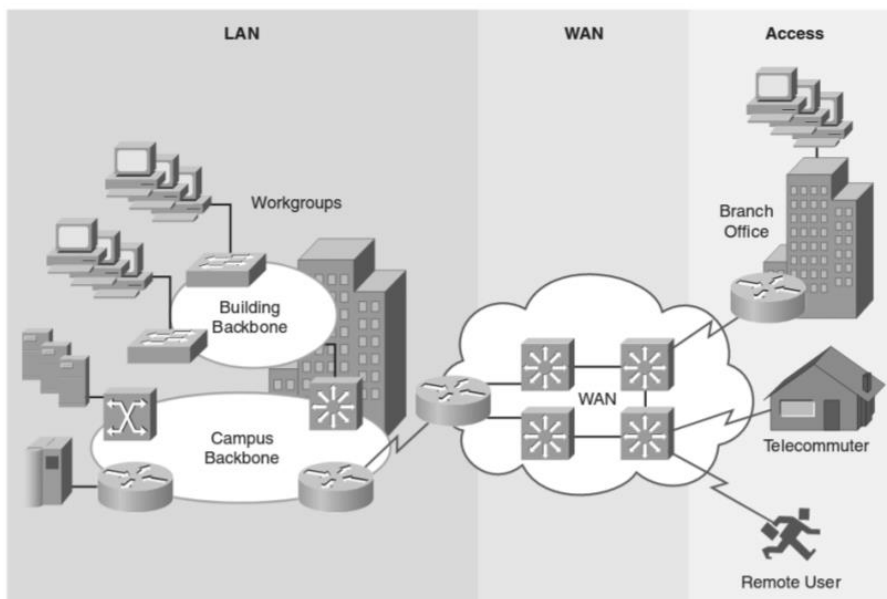 LAN
WAN
Access
Workgroups
Branch
Office
Building
Backbone
WAN
Campus
Backbone
Telecommuter
Remote User